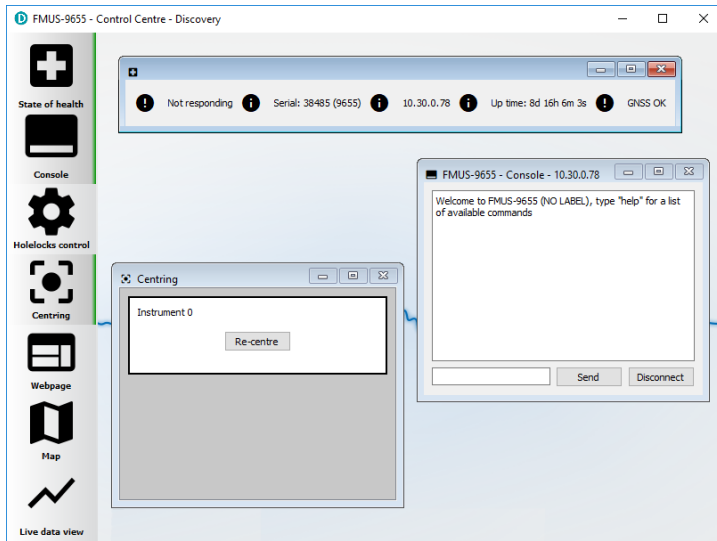 FMUS-9655 - Control Centre - Discovery
State of health
Console
Holelocks control
Centring
Webpage
Map
Live data view
Not responding Serial: 38485 (9655) 10.30.0.78 Up time: 8d 16h 6m 3s GNSS OK
FMUS-9655 - Console - 10.30.0.78
Welcome to FMUS-9655 (NO LABEL), type "help" for a list
of available commands
Send Disconnect
Centring
Instrument 0
Re-centre